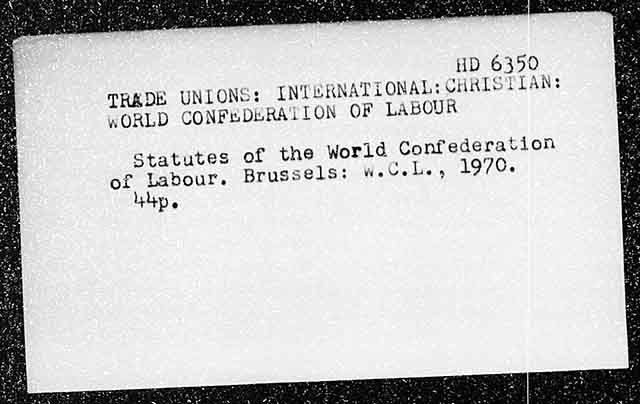 HD 6350
TRADE UNIONS: INTERNATIONAL:CHRISTIAN:
WORLD CONFEDERATION OF LABOUR
Statutes of the World Confederation
of Labour. Brussels: W.C.L., 1970.
44p.